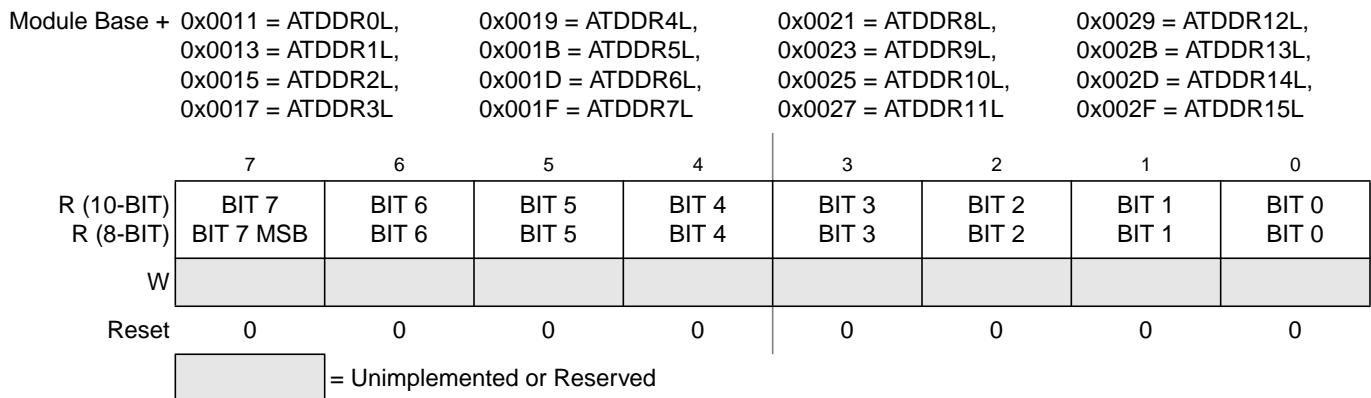 Module Base + 0x0011 = ATDDR0L, 0x0019 = ATDDR4L, 0x0021 = ATDDR8L, 0x0029 = ATDDR12L,
0x0013 = ATDDR1L, 0x001B = ATDDR5L, 0x0023 = ATDDR9L, 0x002B = ATDDR13L,
0x0015 = ATDDR2L, 0x001D = ATDDR6L, 0x0025 = ATDDR10L, 0x002D = ATDDR14L,
0x0017 = ATDDR3L 0x001F = ATDDR7L 0x0027 = ATDDR11L 0x002F = ATDDR15L
7 6 5 4 3 2 1 0
R (10-BIT) BIT 7 BIT 6 BIT 5 BIT 4 BIT 3 BIT 2 BIT 1 BIT 0
R (8-BIT) BIT 7 MSB BIT 6 BIT 5 BIT 4 BIT 3 BIT 2 BIT 1 BIT 0
W
Reset 0 0 0 0 0 0 0 0
= Unimplemented or Reserved